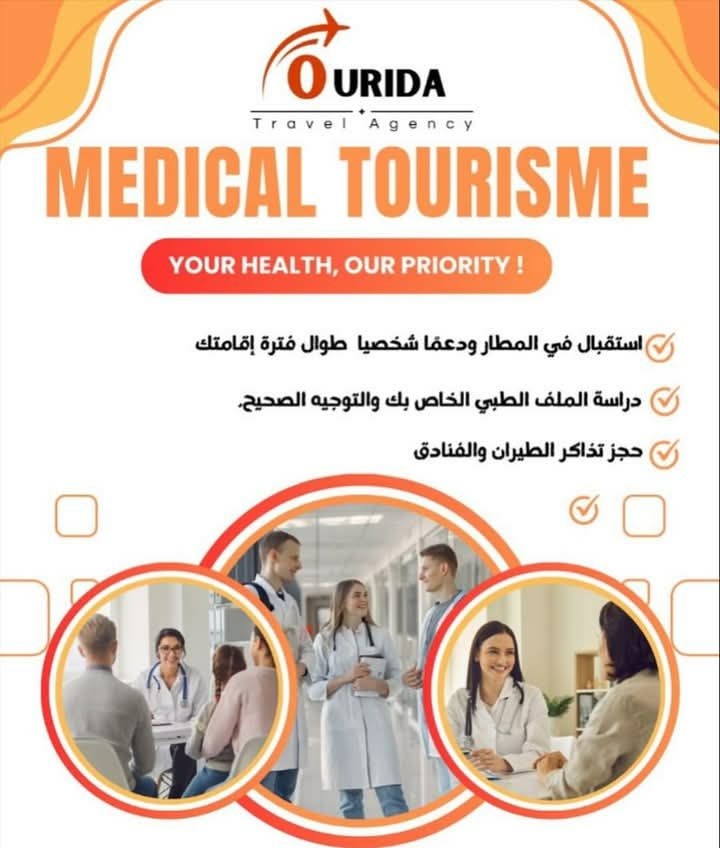 OURIDA
Travel Agency
MEDICAL TOURISME
YOUR HEALTH, OUR PRIORITY !
استقبال في المطار ودعمًا شخصيا طوال فترة إقامتك
دراسة الملف الطبي الخاص بك والتوجيه الصحيح.
حجز تذاكر الطيران والفنادق